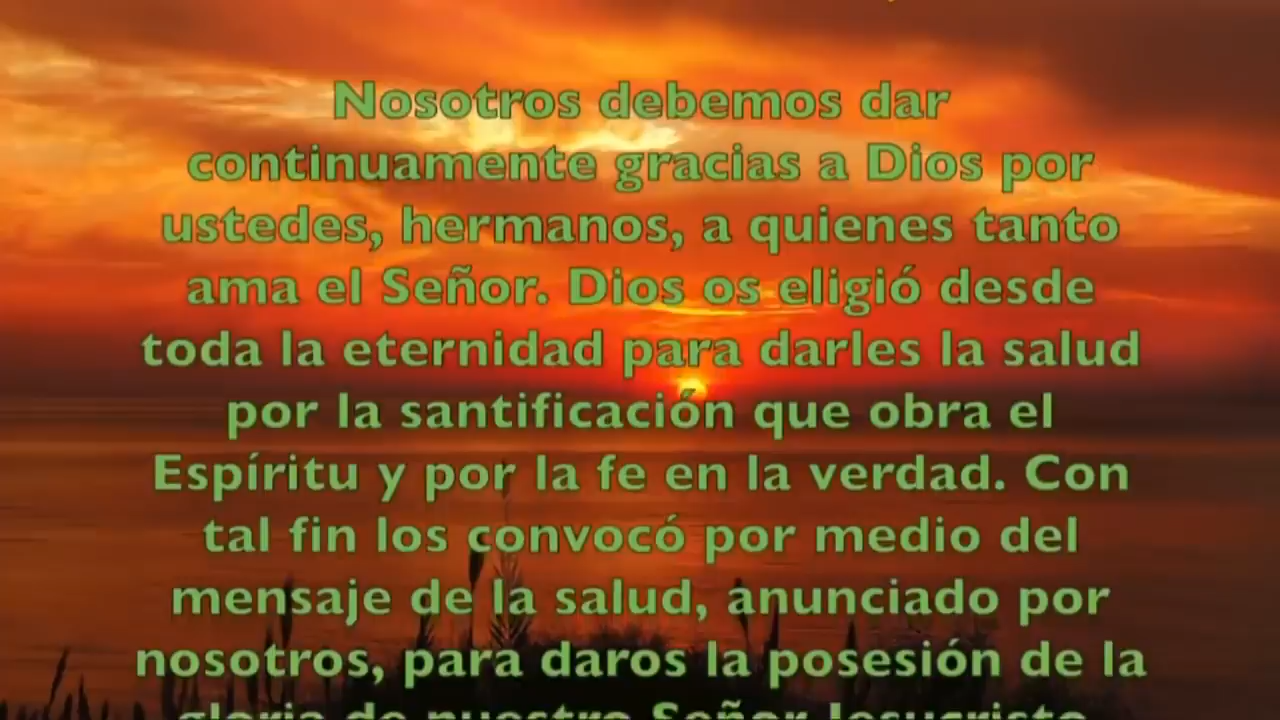 Nosotros debemos dar
continuamente gracias a Dios por
ustedes, hermanos, a quienes tanto
ama el Señor. Dios os eligió desde
toda la eternidad para darles la salud
por la santificación que obra el
Espíritu y por la fe en la verdad. Con
tal fin los convocó por medio del
mensaje de la salud, anunciado por
nosotros, para daros la posesión de la
gloria de nuestro Señor Jesucristo.